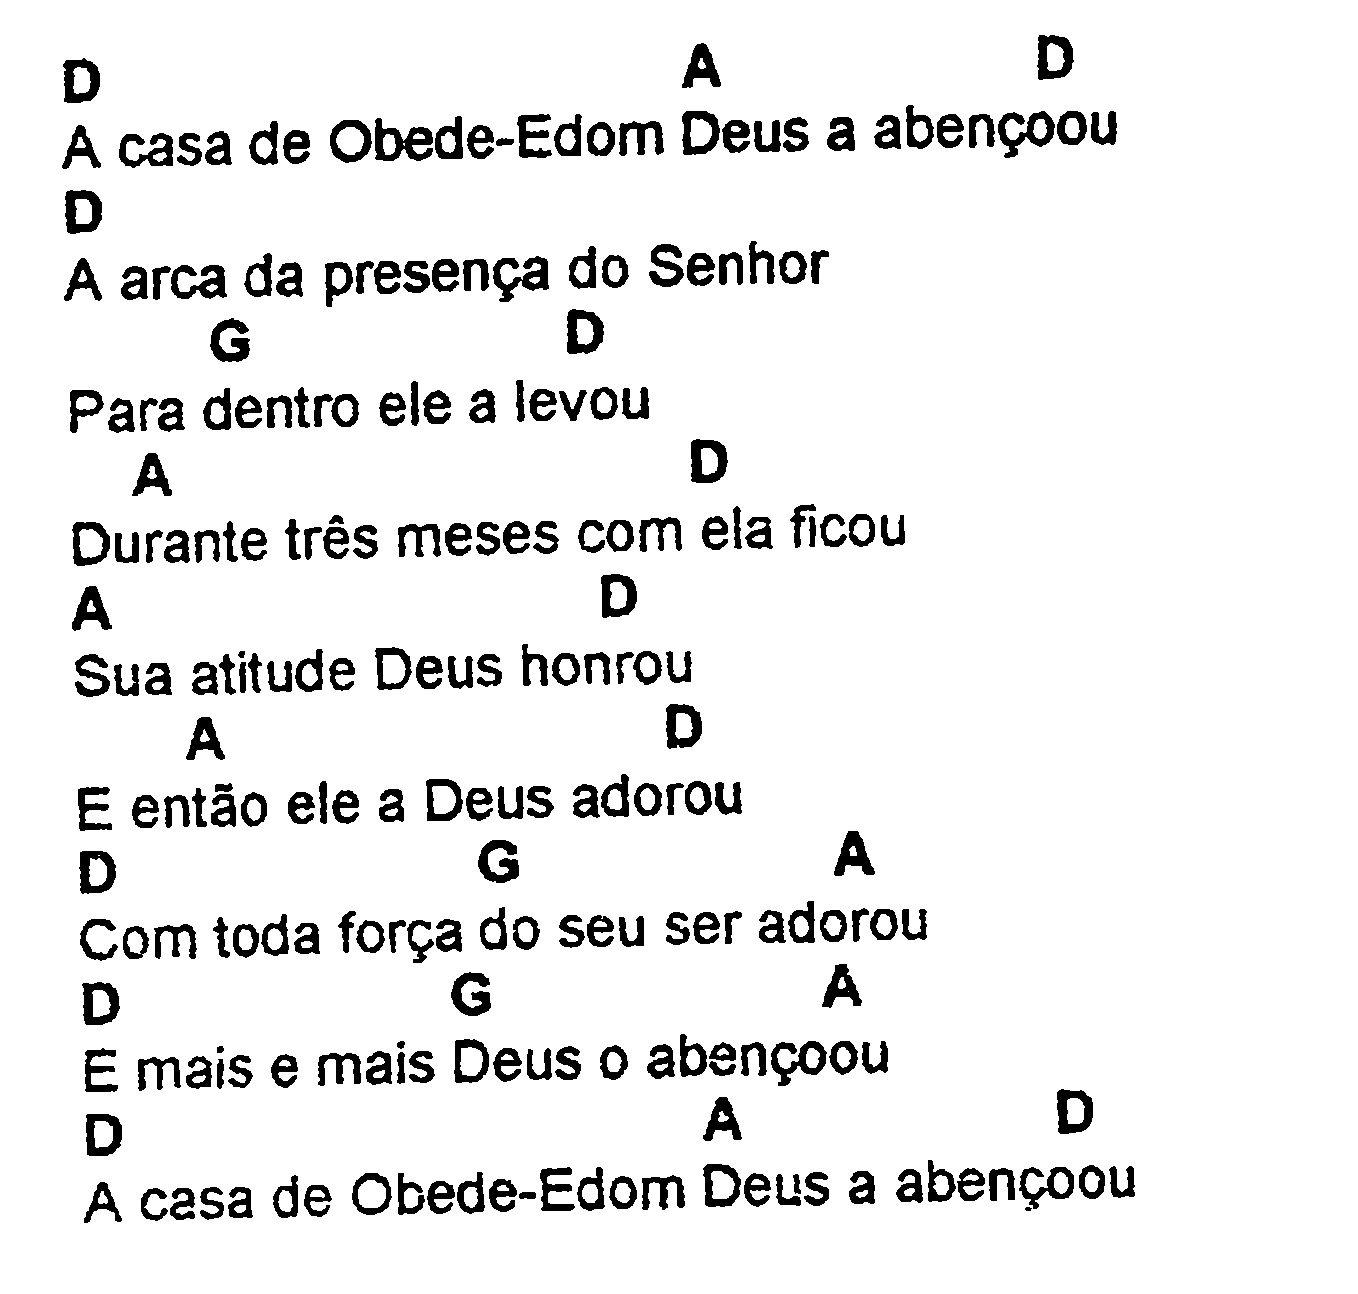 D A D
A casa de Obede-Edom Deus a abençoou
D
A arca da presença do Senhor
G D
Para dentro ele a levou
A D
Durante três meses com ela ficou
A D
Sua atitude Deus honrou
A D
E então ele a Deus adorou
D G A
Com toda força do seu ser adorou
D G A
E mais e mais Deus o abençoou
D A D
A casa de Obede-Edom Deus a abençoou